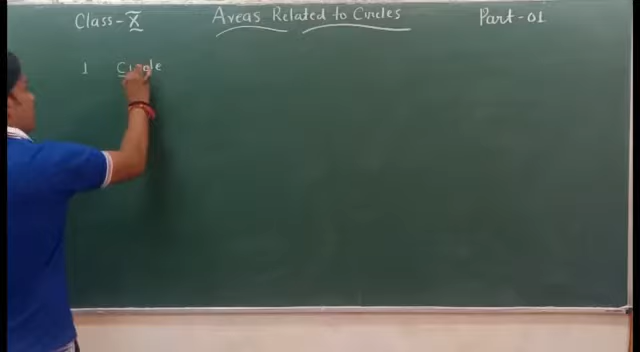 Class - X Areas Related to Circles Part - 01
1 Circle